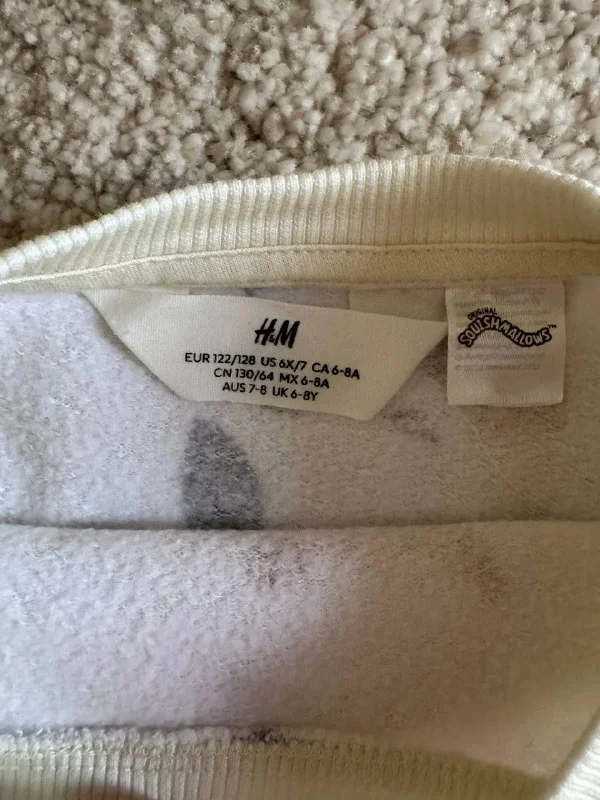 H&M
EUR 122/128 US 6X/7 CA 6-8A
CN 130/64 MX 6-8A
AUS 7-8 UK 6-8Y
ORIGINAL
SQUISHMALLOWS™